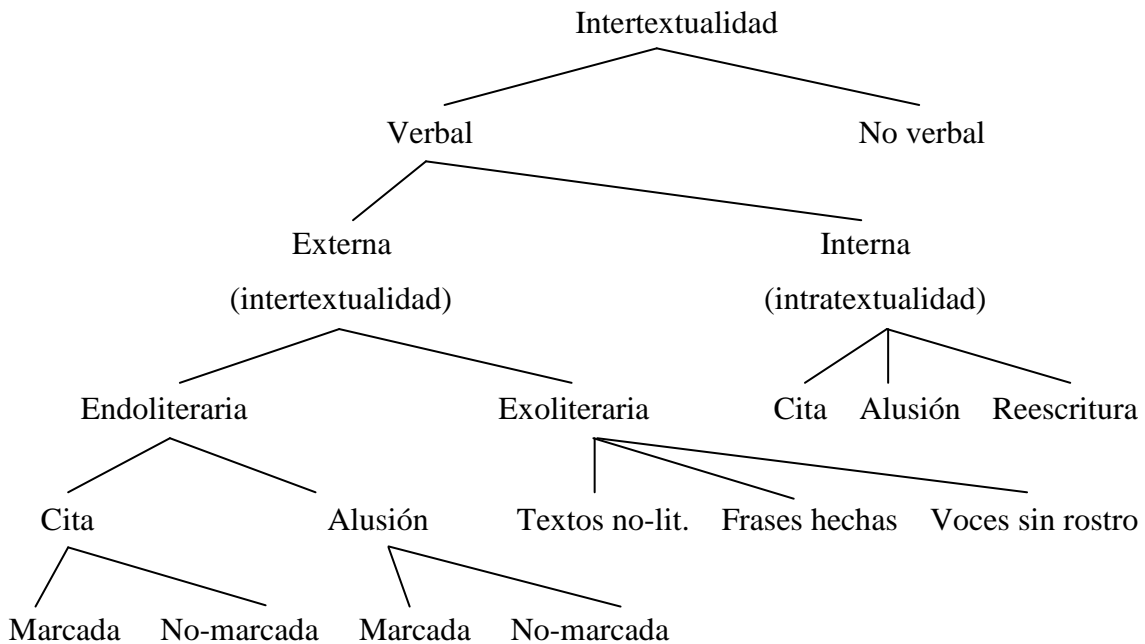 Intertextualidad
Verbal No verbal
Externa Interna
(intertextualidad) (intratextualidad)
Endoliteraria Exoliteraria Cita Alusión Reescritura
Cita Alusión Textos no-lit. Frases hechas Voces sin rostro
Marcada No-marcada Marcada No-marcada